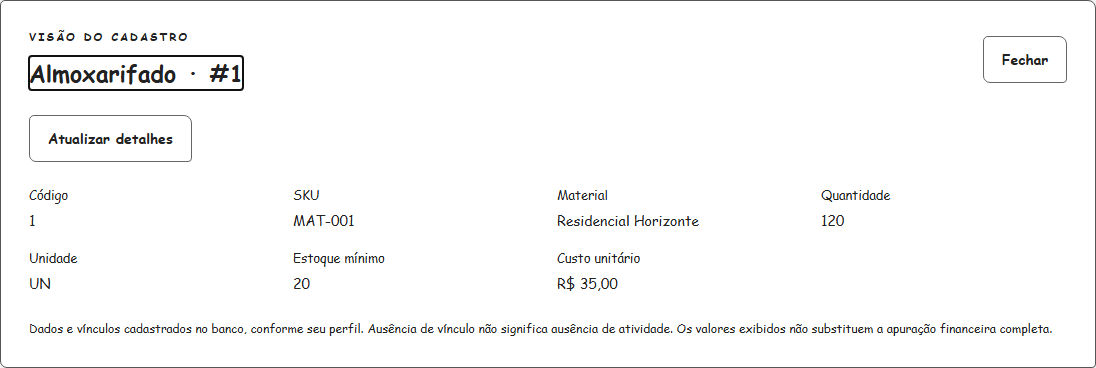 VISÃO DO CADASTRO
Almoxarifado · #1
Fechar
Atualizar detalhes
Código
1
SKU
MAT-001
Material
Residencial Horizonte
Quantidade
120
Unidade
UN
Estoque mínimo
20
Custo unitário
R$ 35,00
Dados e vínculos cadastrados no banco, conforme seu perfil. Ausência de vínculo não significa ausência de atividade. Os valores exibidos não substituem a apuração financeira completa.